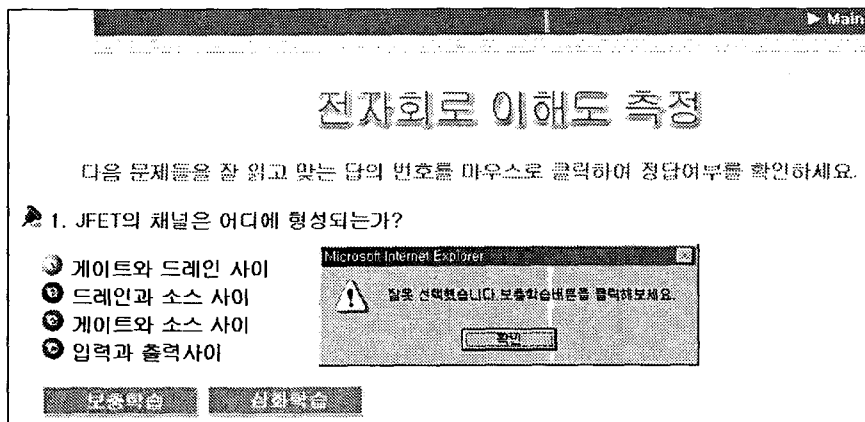 ▶ Main
전자회로 이해도 측정
다음 문제들을 잘 읽고 맞는 답의 번호를 마우스로 클릭하여 정답여부를 확인하세요.
1. JFET의 채널은 어디에 형성되는가?
게이트와 드레인 사이
드레인과 소스 사이
게이트와 소스 사이
입력과 출력사이
Microsoft Internet Explorer
잘못 선택했습니다.보충학습버튼을 클릭해보세요.
확인
보충학습 심화학습